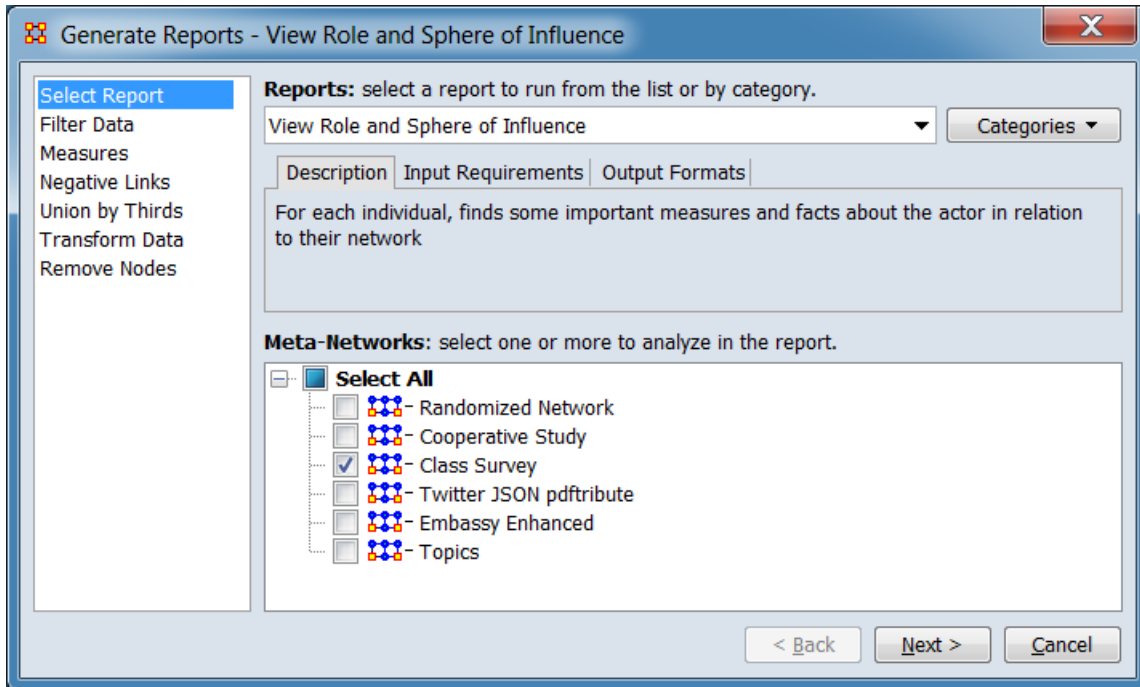 Generate Reports - View Role and Sphere of Influence
X
Select Report
Filter Data
Measures
Negative Links
Union by Thirds
Transform Data
Remove Nodes
Reports: select a report to run from the list or by category.
View Role and Sphere of Influence
Categories
Description Input Requirements Output Formats
For each individual, finds some important measures and facts about the actor in relation
to their network
Meta-Networks: select one or more to analyze in the report.
Select All
Randomized Network
Cooperative Study
Class Survey
Twitter JSON pdftribute
Embassy Enhanced
Topics
< Back Next > Cancel